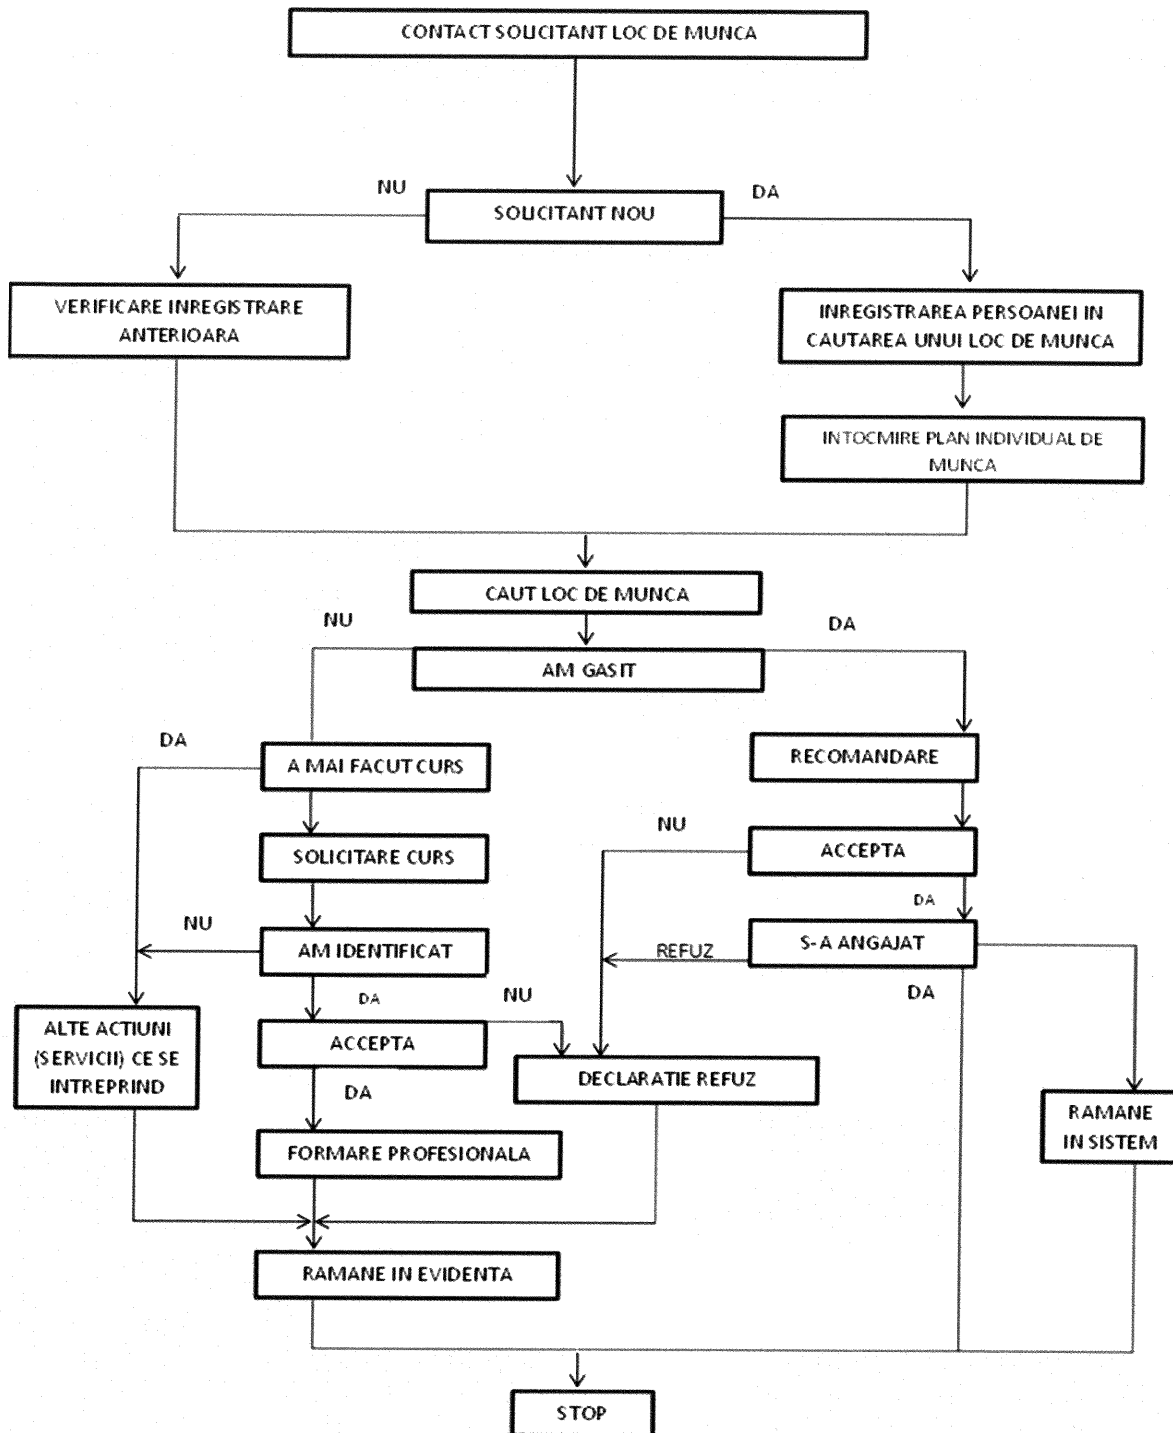 CONTACT SOLICITANT LOC DE MUNCA
NU
DA
SOLICITANT NOU
VERIFICARE INREGISTRARE
ANTERIOARA
INREGISTRAREA PERSOANEI IN
CAUTAREA UNUI LOC DE MUNCA
INTOCMIRE PLAN INDIVIDUAL DE
MUNCA
CAUT LOC DE MUNCA
NU
DA
AM GASIT
DA
A MAI FACUT CURS
RECOMANDARE
SOLICITARE CURS
NU
ACCEPTA
DA
NU
AM IDENTIFICAT
REFUZ
S-A ANGAJAT
DA
DA
NU
ALTE ACTIUNI
(SERVICII) CE SE
INTREPRIND
ACCEPTA
DA
DECLARATIE REFUZ
RAMANE
IN SISTEM
FORMARE PROFESIONALA
RAMANE IN EVIDENTA
STOP